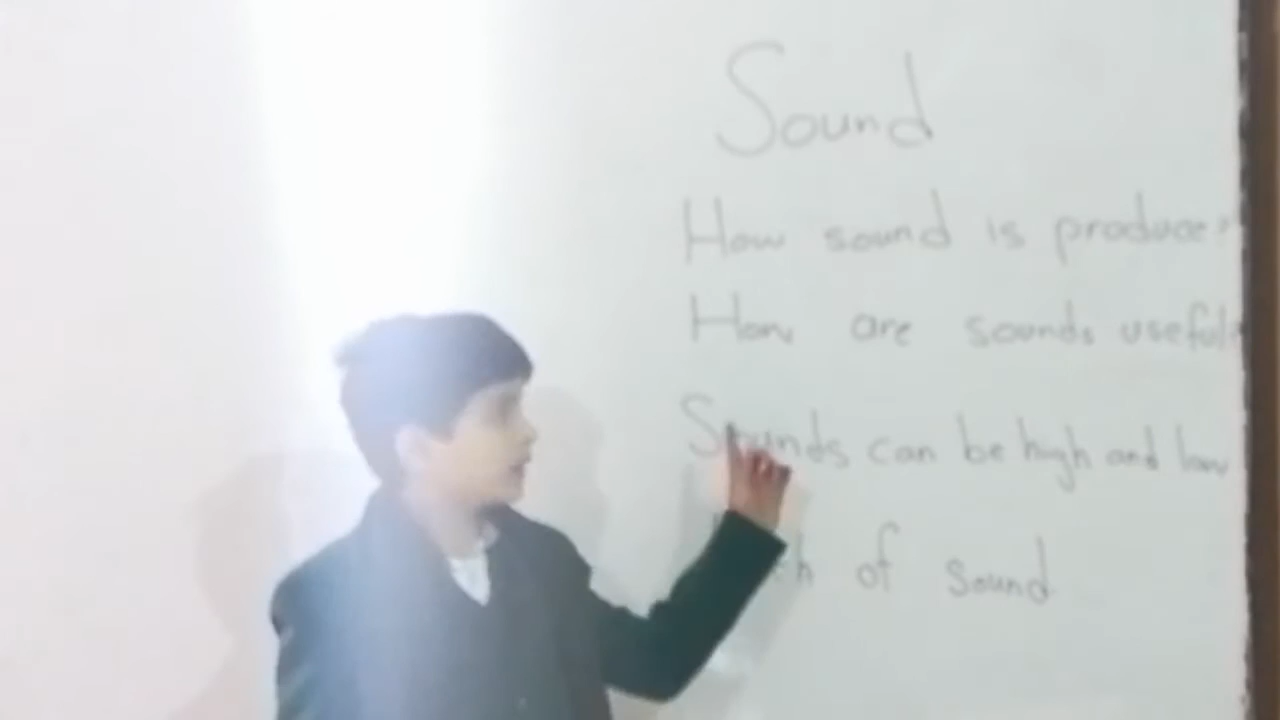 Sound
How sound is produce?
How are sounds useful
Sounds can be high and low
of sound